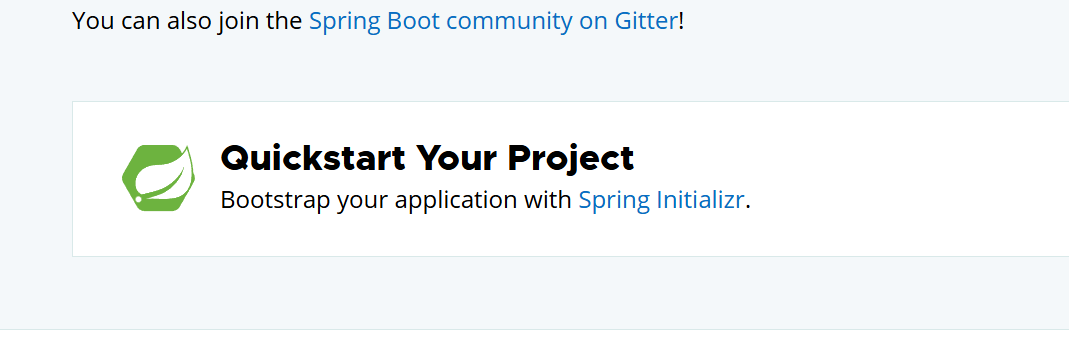 You can also join the Spring Boot community on Gitter!
Quickstart Your Project
Bootstrap your application with Spring Initializr.